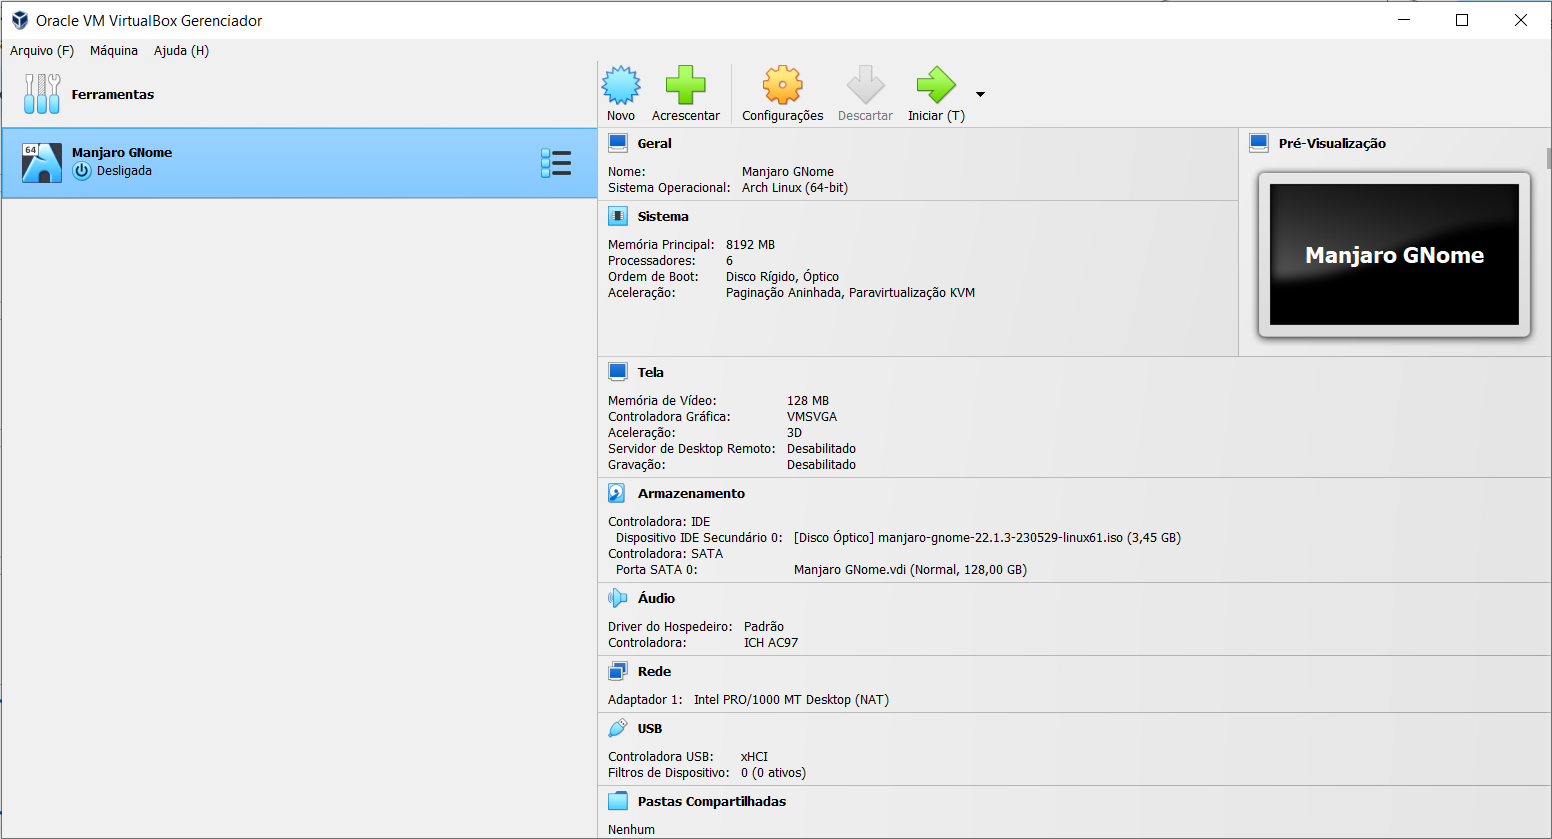 Oracle VM VirtualBox Gerenciador
Arquivo (F) Máquina Ajuda (H)
Ferramentas
Novo Acrescentar Configurações Descartar Iniciar (T)
64
Manjaro GNome
Desligada
Geral
Nome: Manjaro GNome
Sistema Operacional: Arch Linux (64-bit)
Sistema
Memória Principal: 8192 MB
Processadores: 6
Ordem de Boot: Disco Rígido, Óptico
Aceleração: Paginação Aninhada, Paravirtualização KVM
Pré-Visualização
Manjaro GNome
Tela
Memória de Vídeo: 128 MB
Controladora Gráfica: VMSVGA
Aceleração: 3D
Servidor de Desktop Remoto: Desabilitado
Gravação: Desabilitado
Armazenamento
Controladora: IDE
Dispositivo IDE Secundário 0: [Disco Óptico] manjaro-gnome-22.1.3-230529-linux61.iso (3,45 GB)
Controladora: SATA
Porta SATA 0: Manjaro GNome.vdi (Normal, 128,00 GB)
Áudio
Driver do Hospedeiro: Padrão
Controladora: ICH AC97
Rede
Adaptador 1: Intel PRO/1000 MT Desktop (NAT)
USB
Controladora USB: xHCI
Filtros de Dispositivo: 0 (0 ativos)
Pastas Compartilhadas
Nenhum